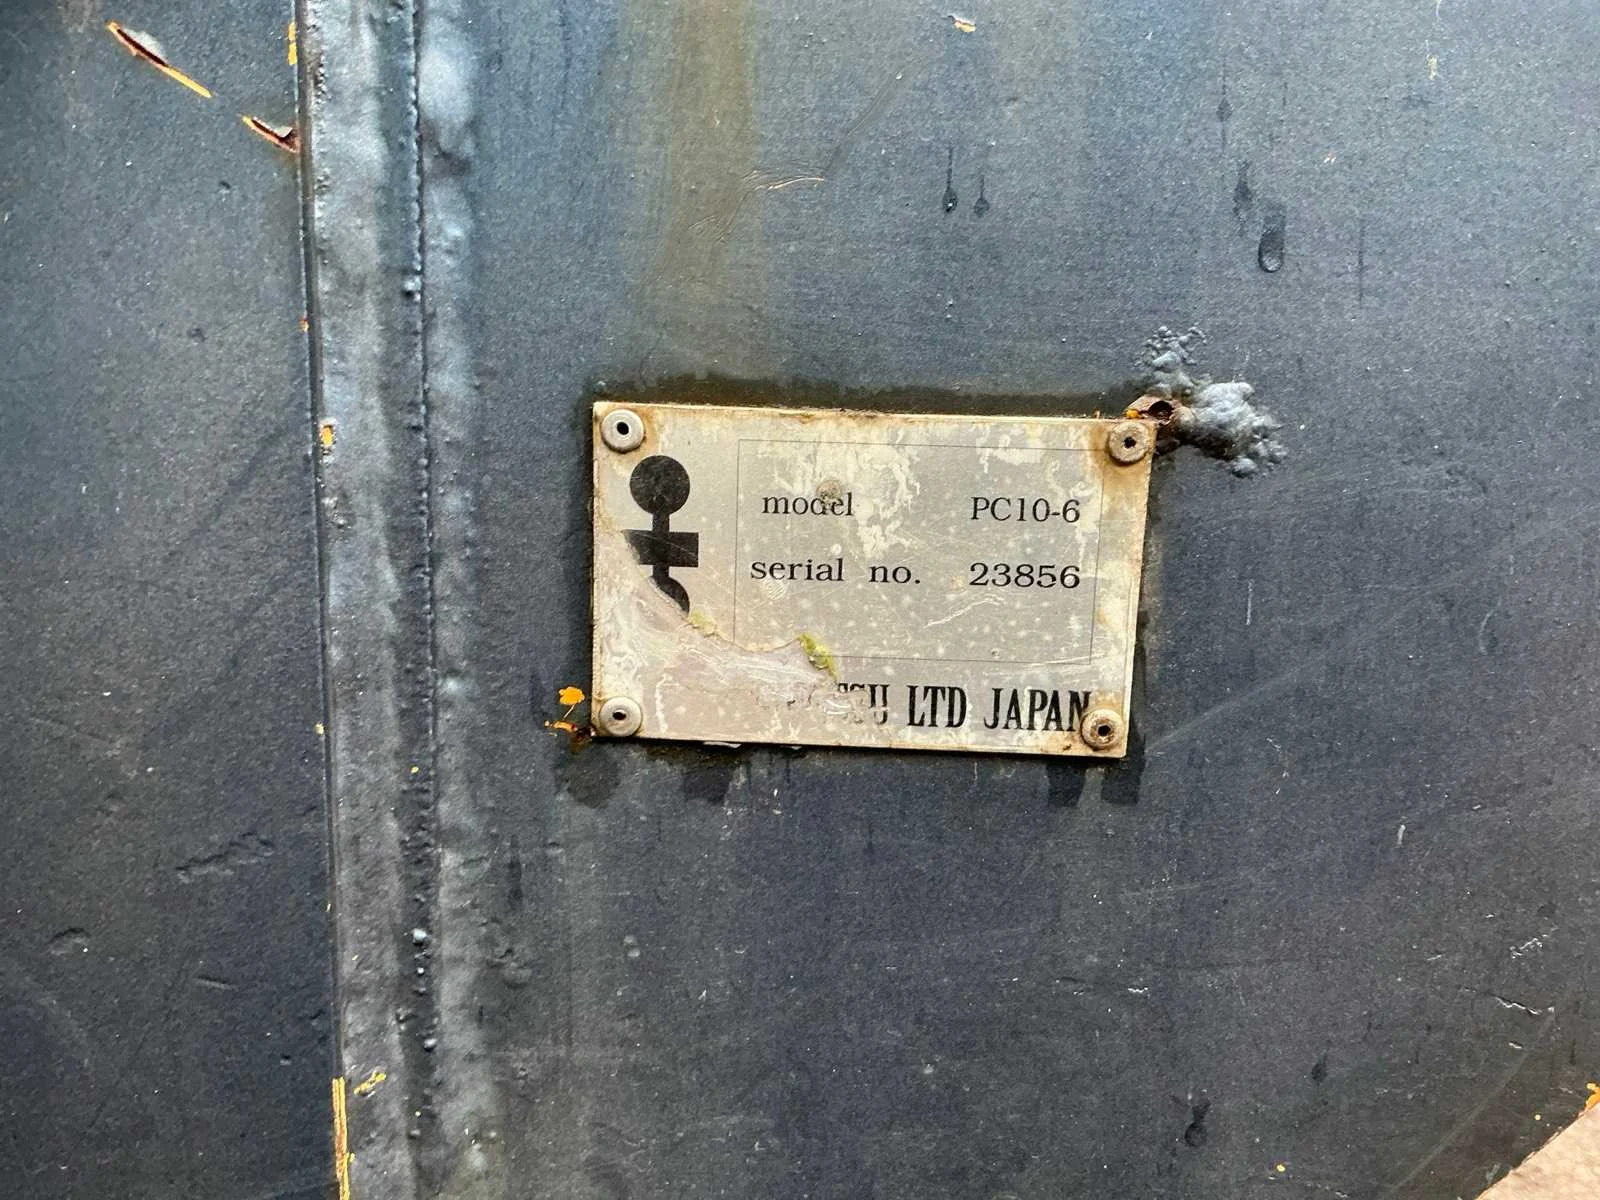 model PC10-6
serial no. 23856
LTD JAPAN